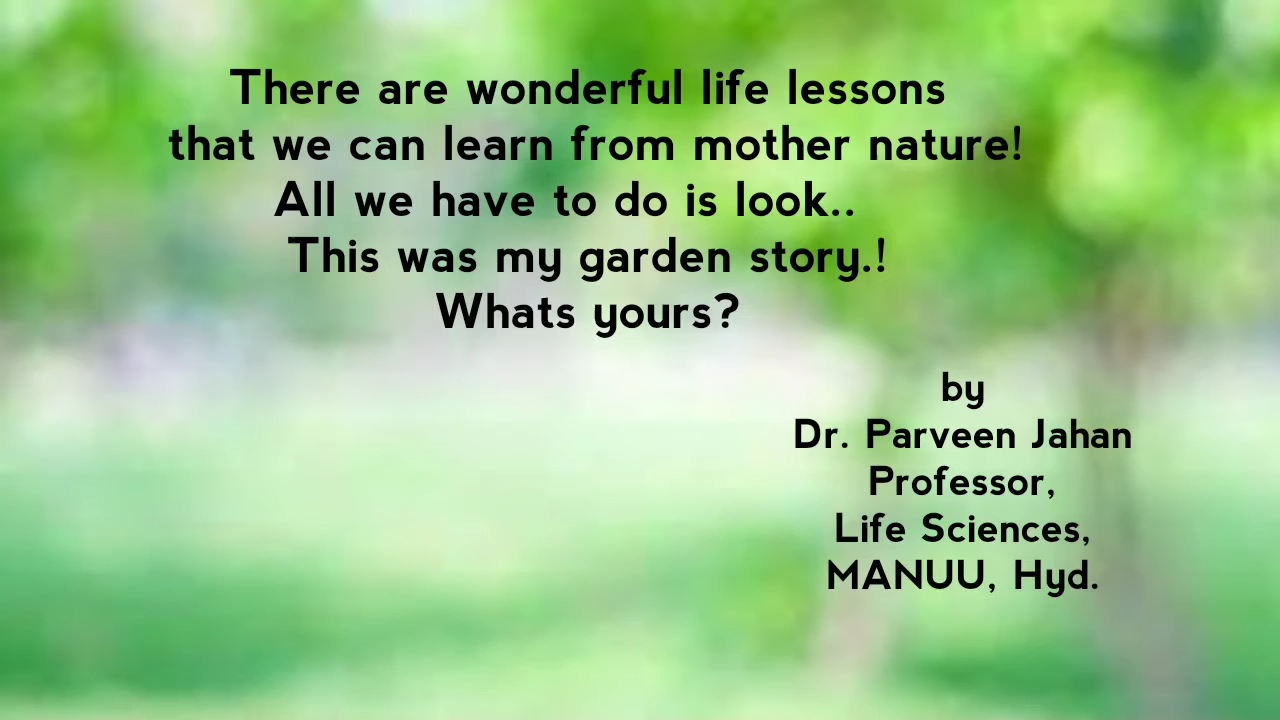 There are wonderful life lessons
that we can learn from mother nature!
All we have to do is look..
This was my garden story.!
Whats yours?
by
Dr. Parveen Jahan
Professor,
Life Sciences,
MANUU, Hyd.